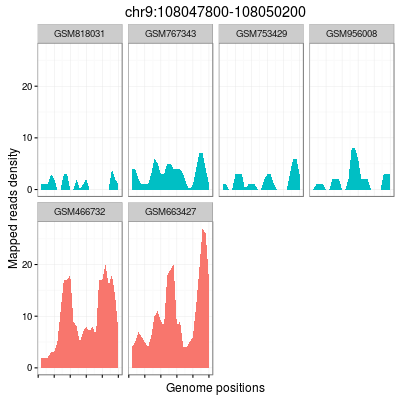 chr9:108047800-108050200
GSM818031 GSM767343 GSM753429 GSM956008
20
10
0
Mapped reads density
GSM466732 GSM663427
20
10
0
Genome positions